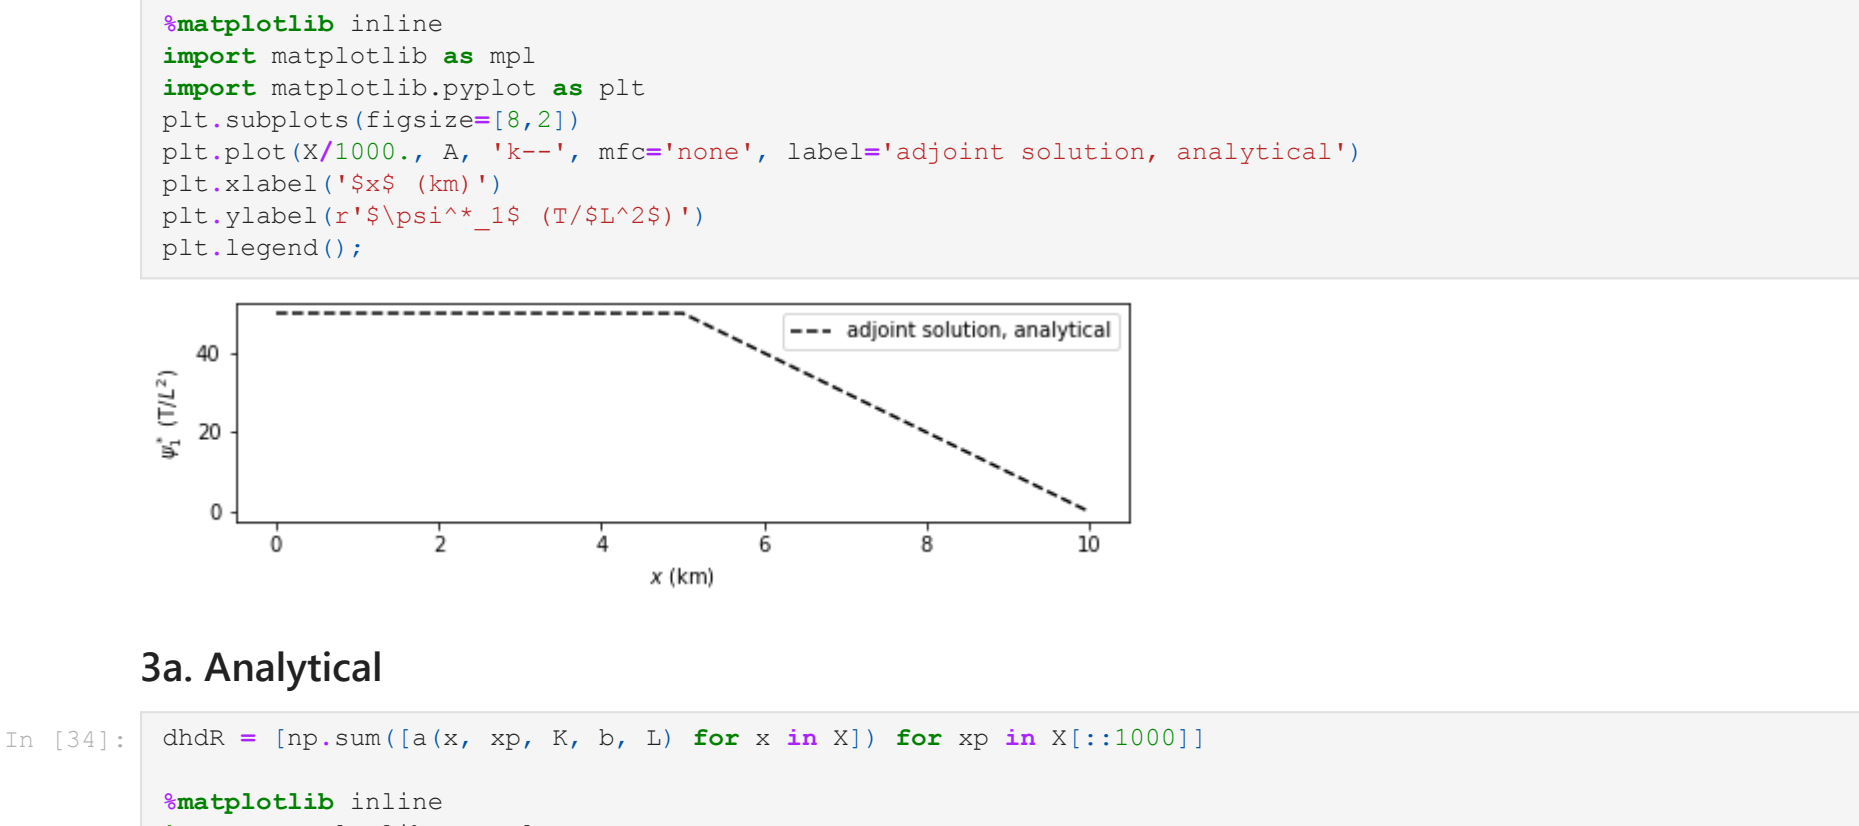 %matplotlib inline
import matplotlib as mpl
import matplotlib.pyplot as plt
plt.subplots(figsize=[8,2])
plt.plot(X/1000., A, 'k--', mfc='none', label='adjoint solution, analytical')
plt.xlabel('$x$ (km)')
plt.ylabel(r'$\psi^*_1$ (T/$L^2$)')
plt.legend();
adjoint solution, analytical
40
20
0
ψ*1 (T/L²)
0 2 4 6 8 10
x (km)
3a. Analytical
In [34]: dhdR = [np.sum([a(x, xp, K, b, L) for x in X]) for xp in X[::1000]]
%matplotlib inline